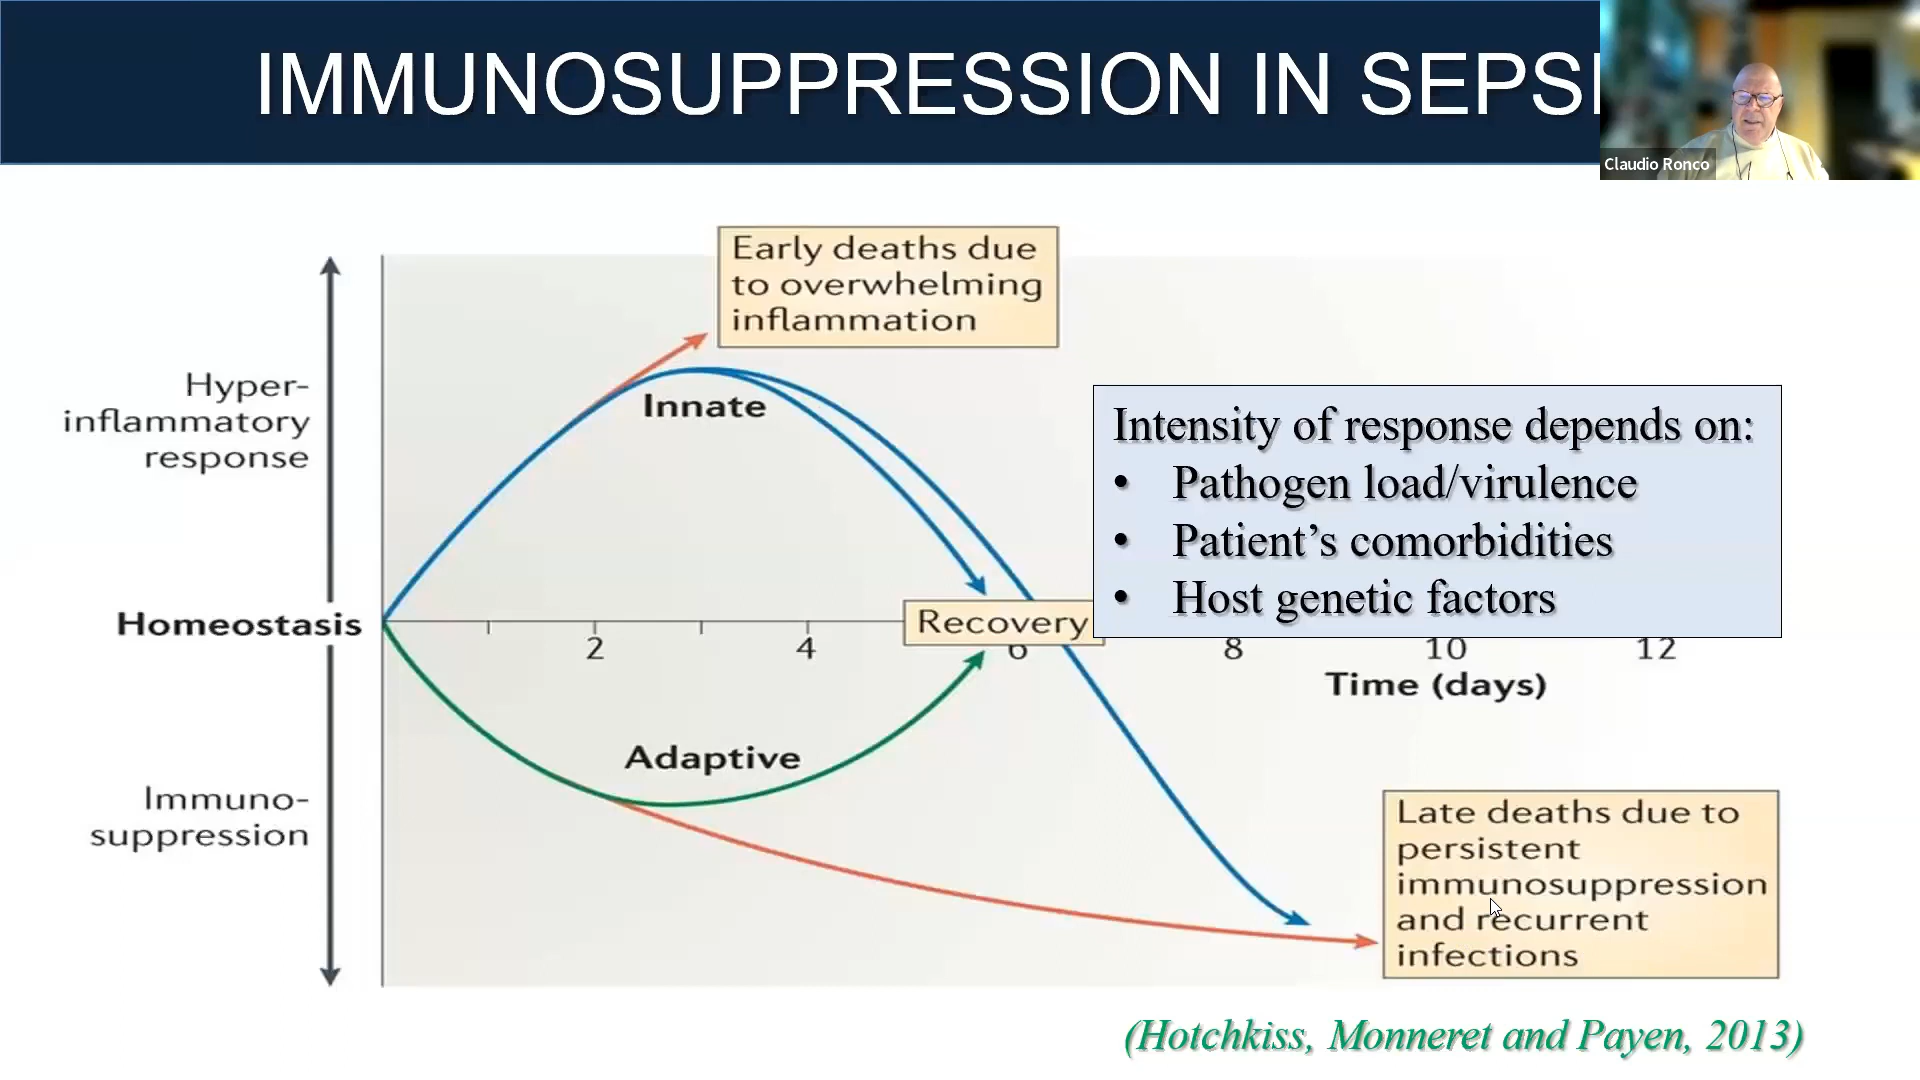 IMMUNOSUPPRESSION IN SEPSI
Claudio Ronco
Early deaths due
to overwhelming
inflammation
Hyper-
inflammatory
response
Innate
Intensity of response depends on:
• Pathogen load/virulence
• Patient’s comorbidities
• Host genetic factors
Homeostasis
Recovery
2 4 6 8 10 12
Time (days)
Adaptive
Immuno-
suppression
Late deaths due to
persistent
immunosuppression
and recurrent
infections
(Hotchkiss, Monneret and Payen, 2013)